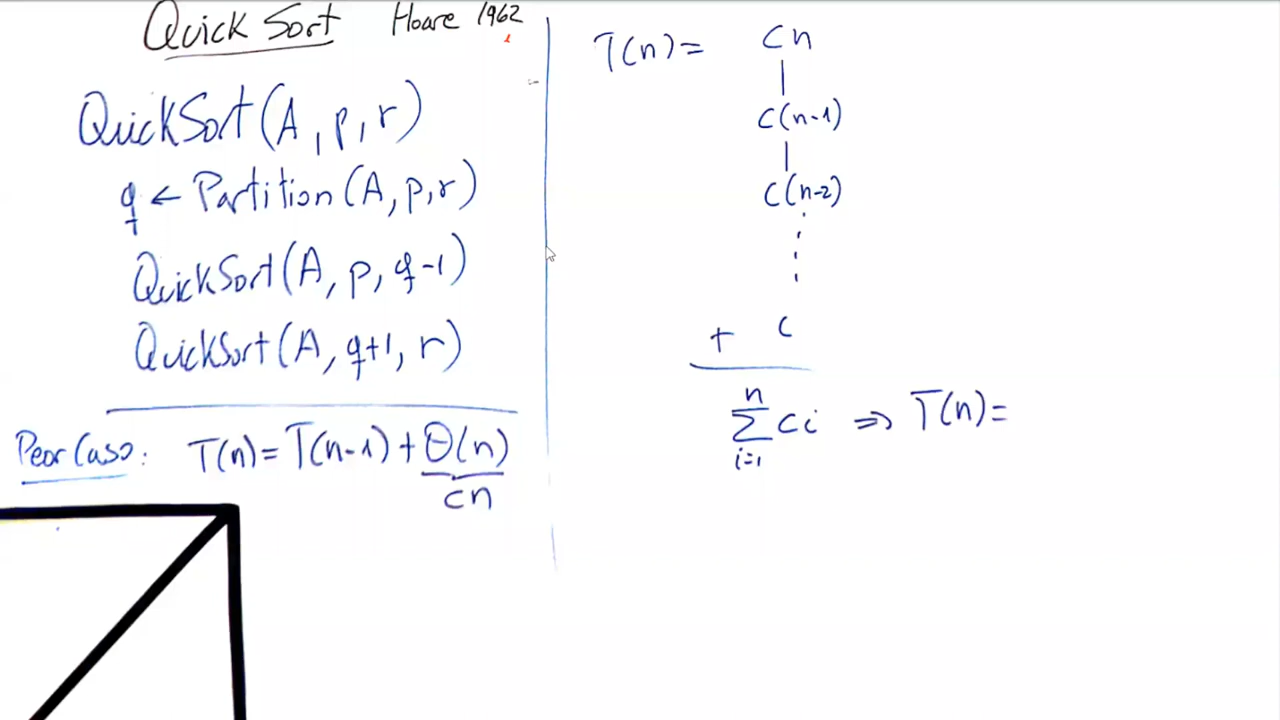 Quick Sort Hoare 1962
QuickSort(A, p, r)
q ← Partition(A, p, r)
QuickSort(A, p, q-1)
QuickSort(A, q+1, r)
Peor Caso: T(n) = T(n-1) + Θ(n)
cn
T(n) = cn
c(n-1)
c(n-2)
+ c
n
∑ ci ⇒ T(n) =
i=1